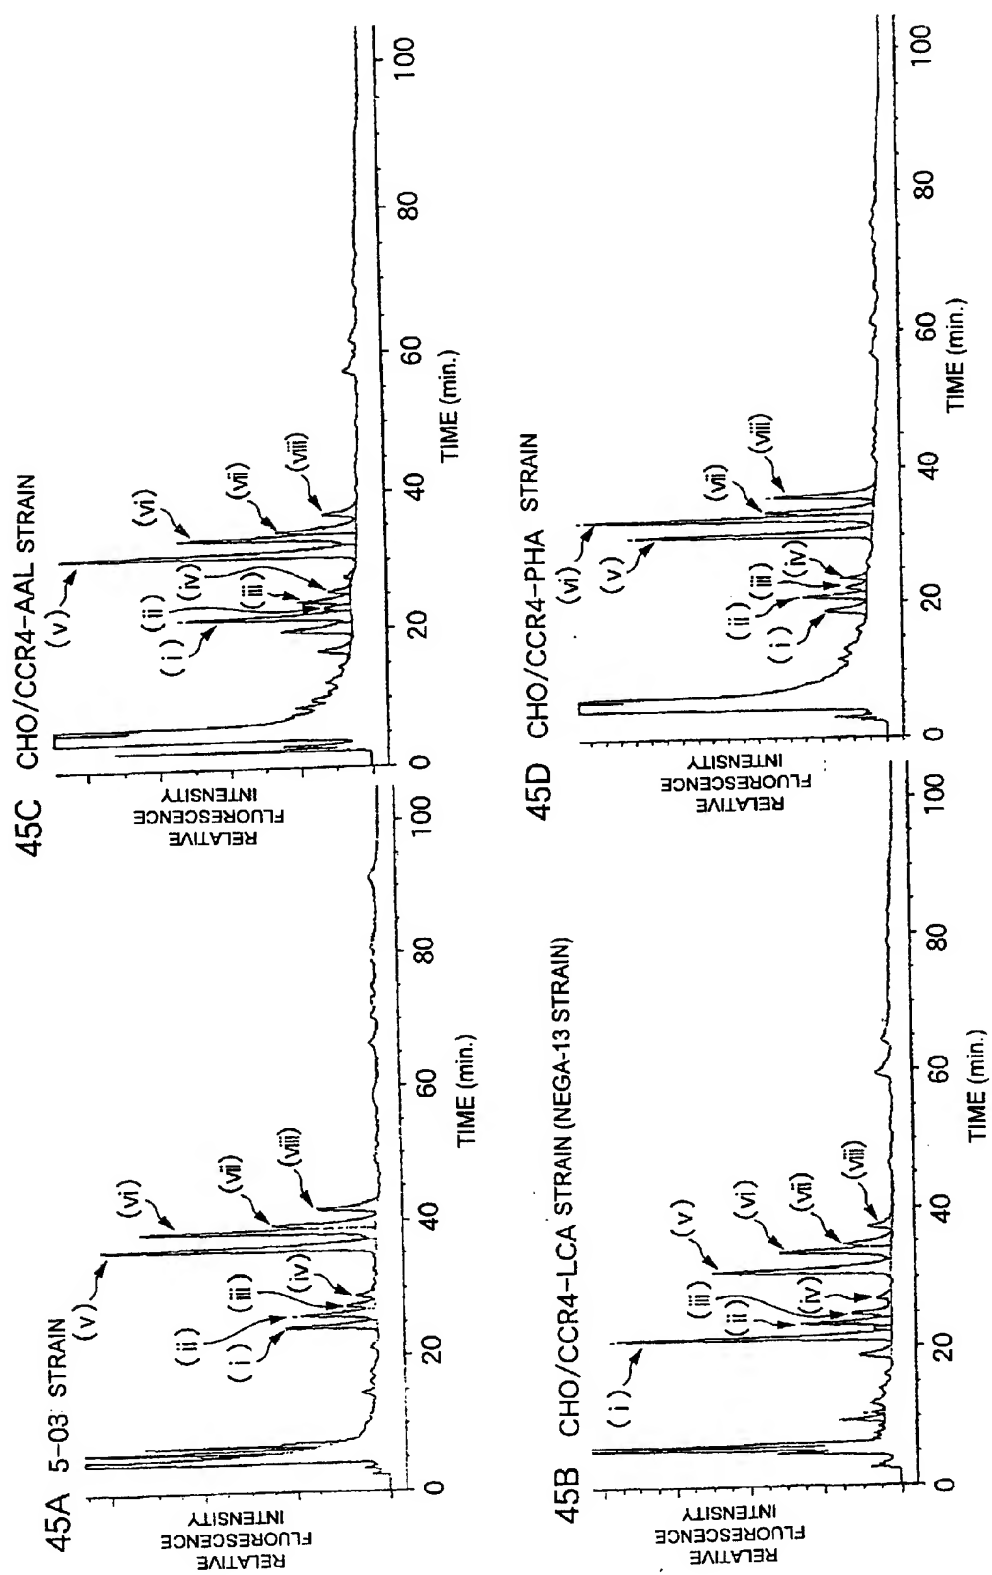 45A 5-03 STRAIN
RELATIVE
FLUORESCENCE
INTENSITY
(i)
(ii)
(iii)
(iv)
(v)
(vi)
(vii)
(viii)
0
20
40
60
80
100
TIME (min.)
45B CHO/CCR4-LCA STRAIN (NEGA-13 STRAIN)
RELATIVE
FLUORESCENCE
INTENSITY
(i)
(ii)
(iii)
(iv)
(v)
(vi)
(vii)
(viii)
0
20
40
60
80
100
TIME (min.)
45C CHO/CCR4-AAL STRAIN
RELATIVE
FLUORESCENCE
INTENSITY
(i)
(ii)
(iii)
(iv)
(v)
(vi)
(vii)
(viii)
0
20
40
60
80
100
TIME (min.)
45D CHO/CCR4-PHA STRAIN
RELATIVE
FLUORESCENCE
INTENSITY
(i)
(ii)
(iii)
(iv)
(v)
(vi)
(vii)
(viii)
0
20
40
60
80
100
TIME (min.)